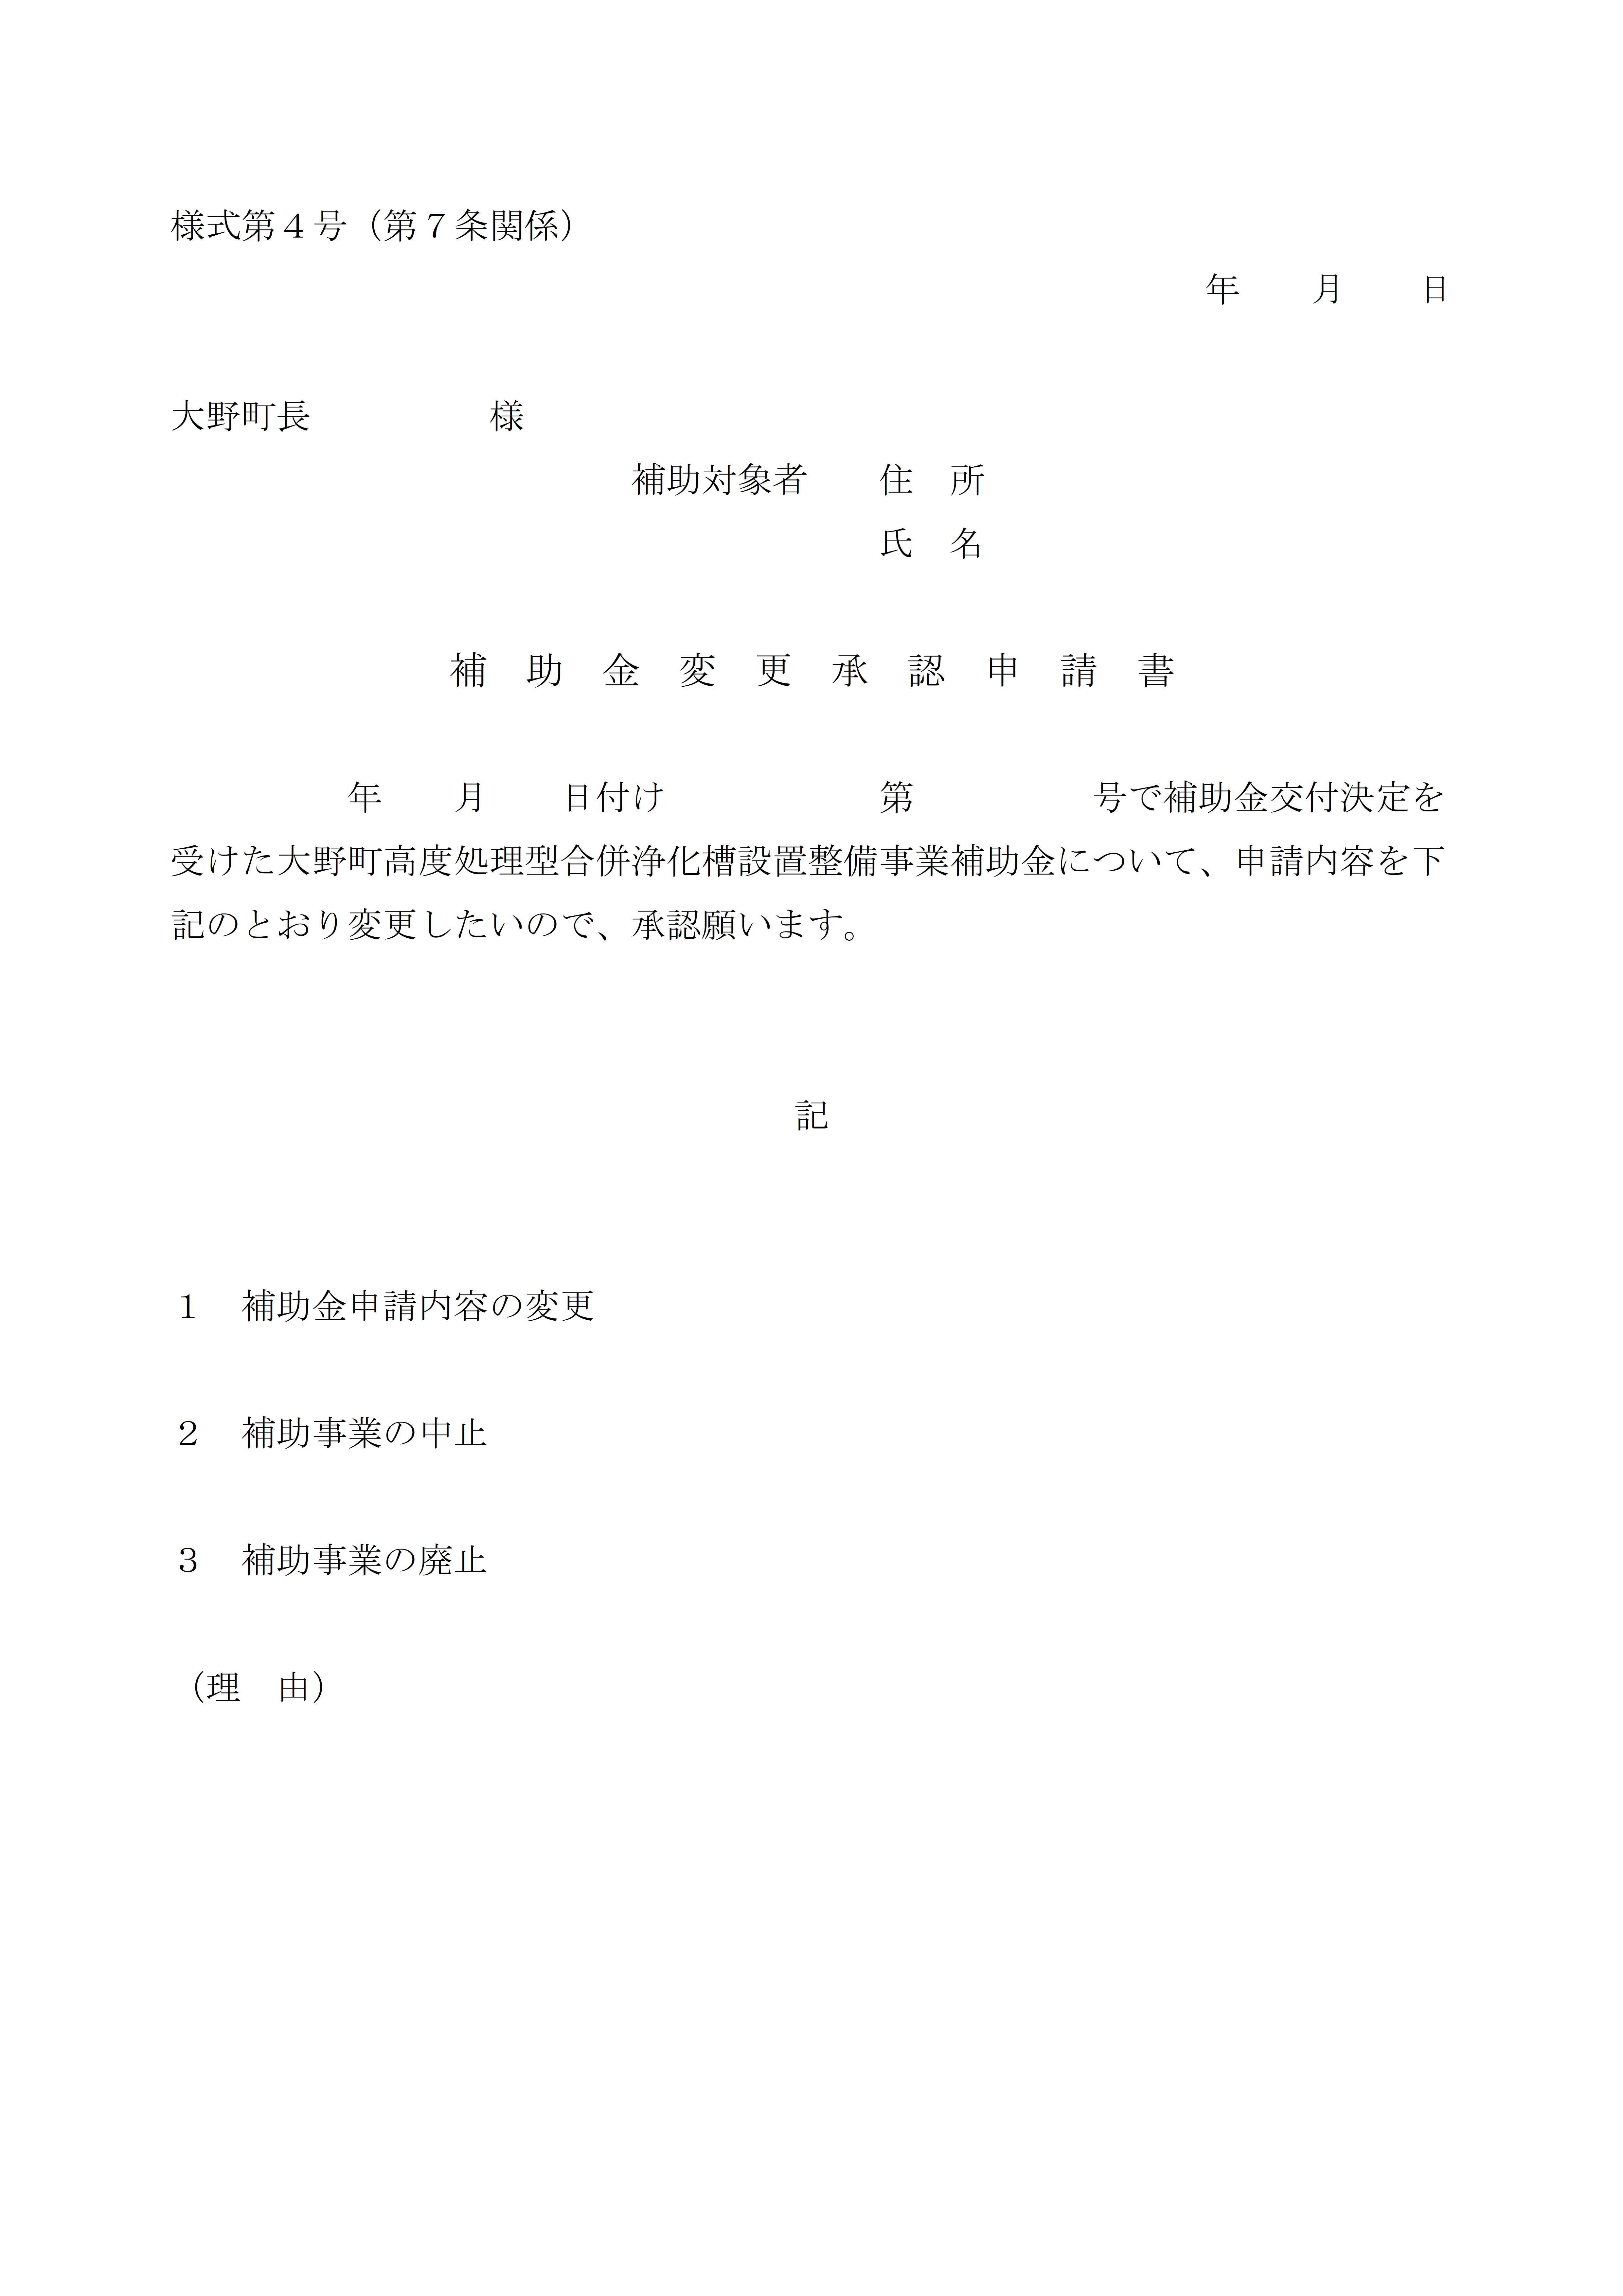 様式第４号（第７条関係）
年　　月　　日
大野町長　　　　　様
補助対象者　　住　所
氏　名
補　助　金　変　更　承　認　申　請　書
年　　月　　日付け　　　　　　第　　　　　号で補助金交付決定を
受けた大野町高度処理型合併浄化槽設置整備事業補助金について、申請内容を下
記のとおり変更したいので、承認願います。
記
１　補助金申請内容の変更
２　補助事業の中止
３　補助事業の廃止
（理　由）